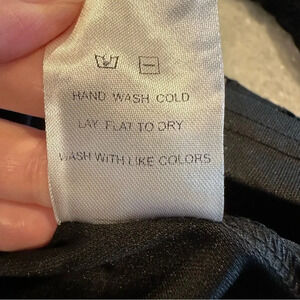 HAND WASH COLD
LAY FLAT TO DRY
WASH WITH LIKE COLORS